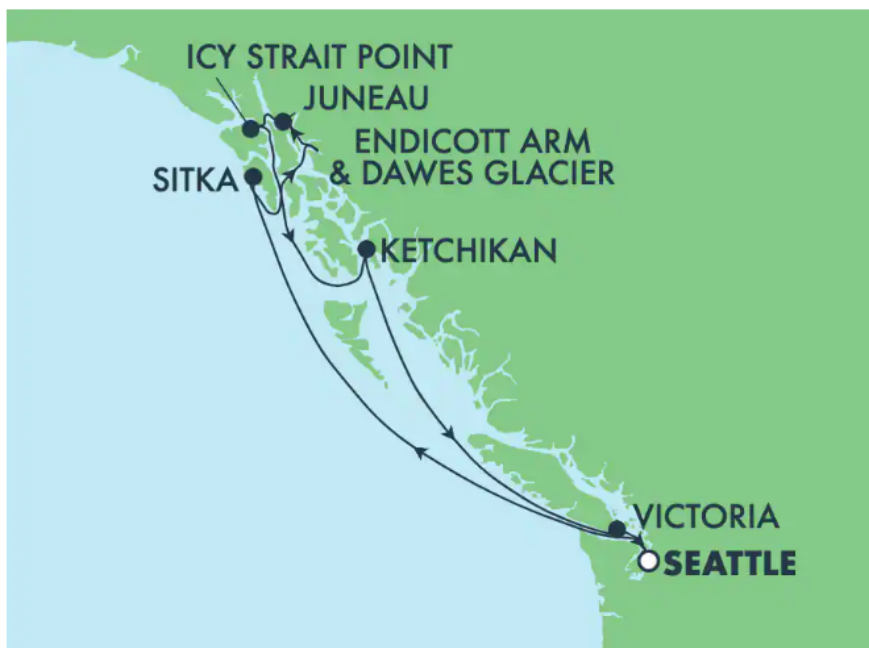 ICY STRAIT POINT
JUNEAU
ENDICOTT ARM
& DAWES GLACIER
SITKA
KETCHIKAN
VICTORIA
SEATTLE